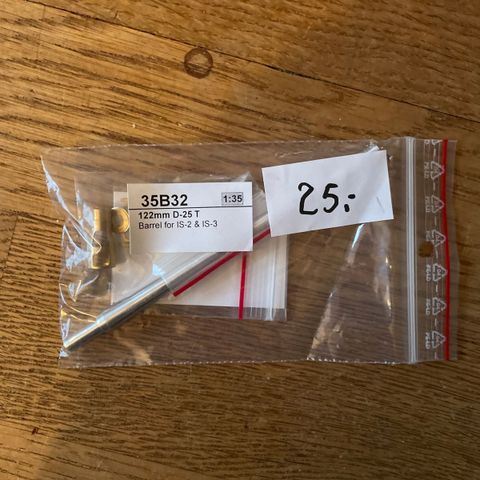 35B32
1:35
122mm D-25 T
Barrel for IS-2 & IS-3
25:-